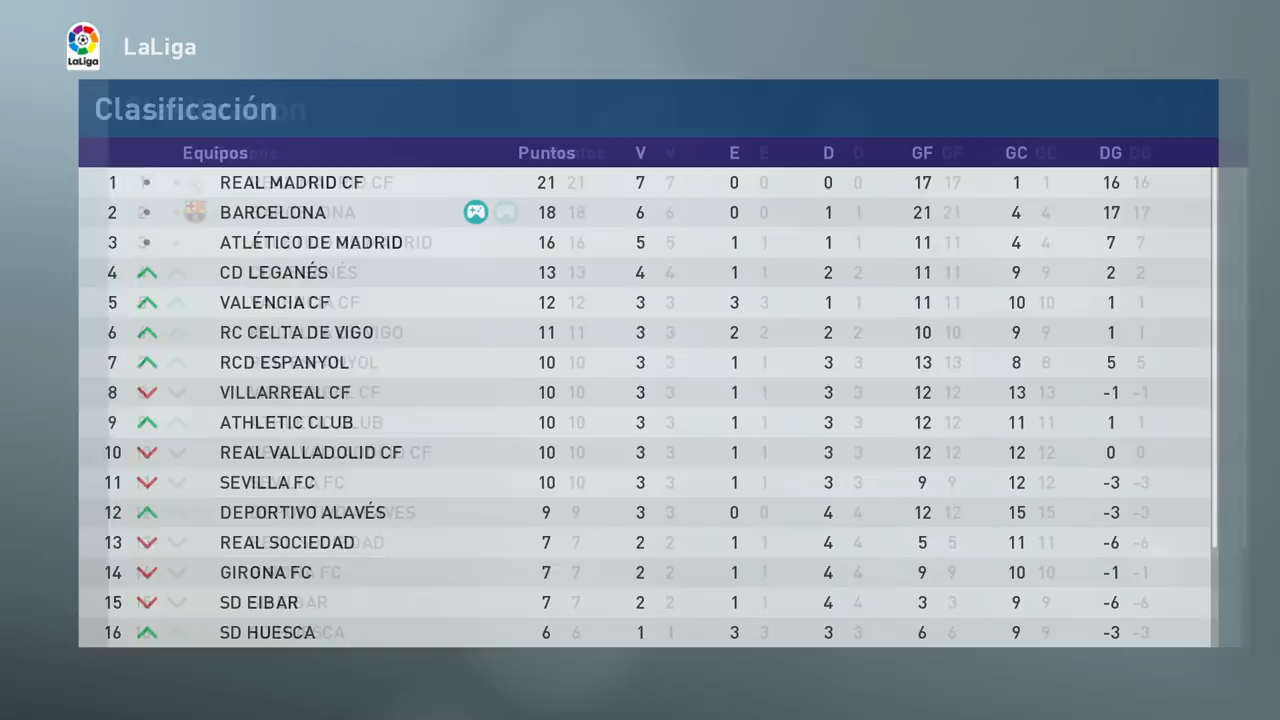 LaLiga
LaLiga
Clasificación
Equipos Puntos V E D GF GC DG
1 REAL MADRID CF 21 7 0 0 17 1 16
2 BARCELONA 18 6 0 1 21 4 17
3 ATLÉTICO DE MADRID 16 5 1 1 11 4 7
4 CD LEGANÉS 13 4 1 2 11 9 2
5 VALENCIA CF 12 3 3 1 11 10 1
6 RC CELTA DE VIGO 11 3 2 2 10 9 1
7 RCD ESPANYOL 10 3 1 3 13 8 5
8 VILLARREAL CF 10 3 1 3 12 13 -1
9 ATHLETIC CLUB 10 3 1 3 12 11 1
10 REAL VALLADOLID CF 10 3 1 3 12 12 0
11 SEVILLA FC 10 3 1 3 9 12 -3
12 DEPORTIVO ALAVÉS 9 3 0 4 12 15 -3
13 REAL SOCIEDAD 7 2 1 4 5 11 -6
14 GIRONA FC 7 2 1 4 9 10 -1
15 SD EIBAR 7 2 1 4 3 9 -6
16 SD HUESCA 6 1 3 3 6 9 -3